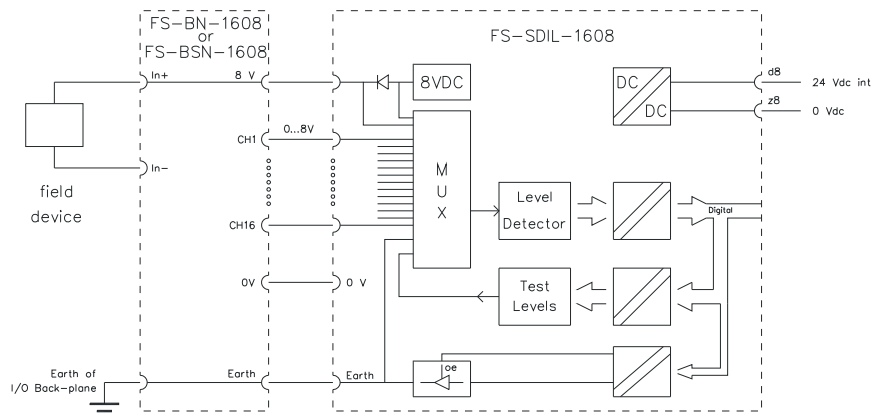 FS-BN-1608
or
FS-BSN-1608
FS-SDIL-1608
In+
8 V
8VDC
DC
DC
d8
24 Vdc int
z8
0 Vdc
0...8V
CH1
In-
field
device
M
U
X
Level
Detector
Digital
CH16
0V
0 V
Test
Levels
Earth of
I/O Back-plane
Earth
Earth
oe